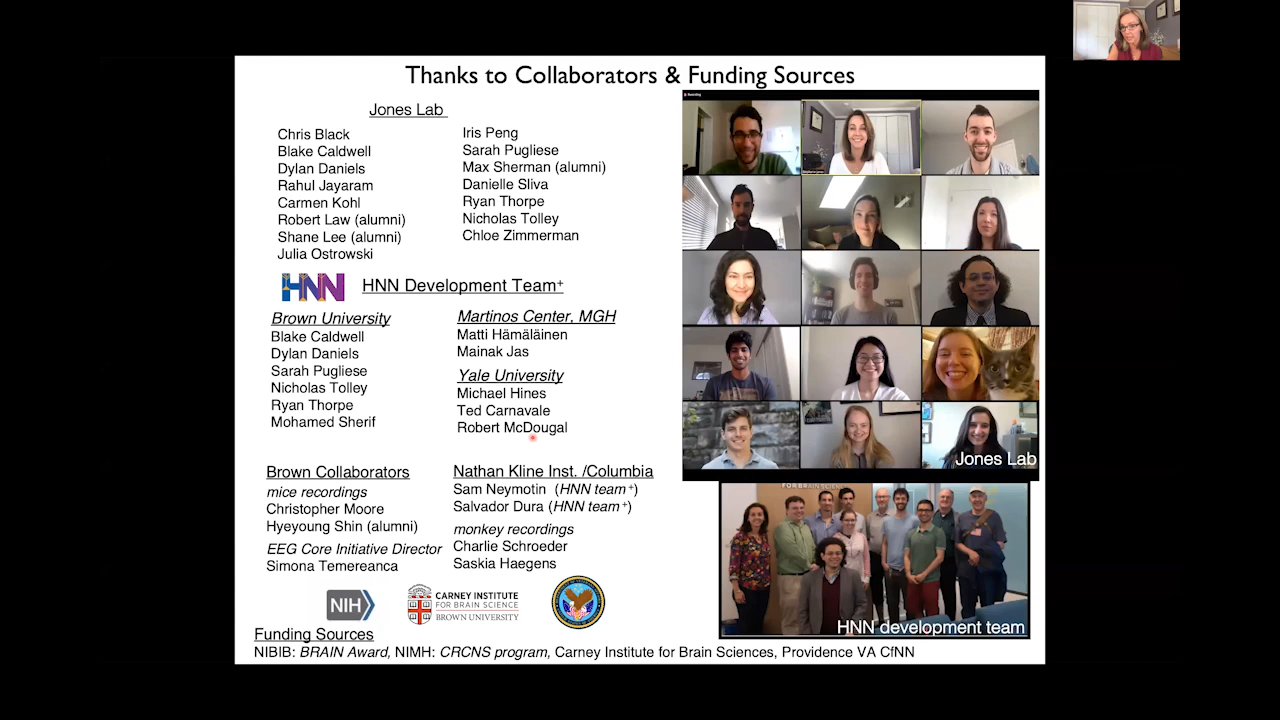 Thanks to Collaborators & Funding Sources
Jones Lab
Chris Black
Blake Caldwell
Dylan Daniels
Rahul Jayaram
Carmen Kohl
Robert Law (alumni)
Shane Lee (alumni)
Julia Ostrowski
Iris Peng
Sarah Pugliese
Max Sherman (alumni)
Danielle Sliva
Ryan Thorpe
Nicholas Tolley
Chloe Zimmerman
HNN
HNN Development Team+
Brown University
Blake Caldwell
Dylan Daniels
Sarah Pugliese
Nicholas Tolley
Ryan Thorpe
Mohamed Sherif
Martinos Center, MGH
Matti Hämäläinen
Mainak Jas
Yale University
Michael Hines
Ted Carnavale
Robert McDougal
Brown Collaborators
mice recordings
Christopher Moore
Hyeyoung Shin (alumni)
EEG Core Initiative Director
Simona Temereanca
Nathan Kline Inst. /Columbia
Sam Neymotin (HNN team+)
Salvador Dura (HNN team+)
monkey recordings
Charlie Schroeder
Saskia Haegens
NIH
CARNEY INSTITUTE
FOR BRAIN SCIENCE
BROWN UNIVERSITY
Funding Sources
NIBIB: BRAIN Award, NIMH: CRCNS program, Carney Institute for Brain Sciences, Providence VA CfNN
Jones Lab
FOR BRAIN SCIEN
HNN development team